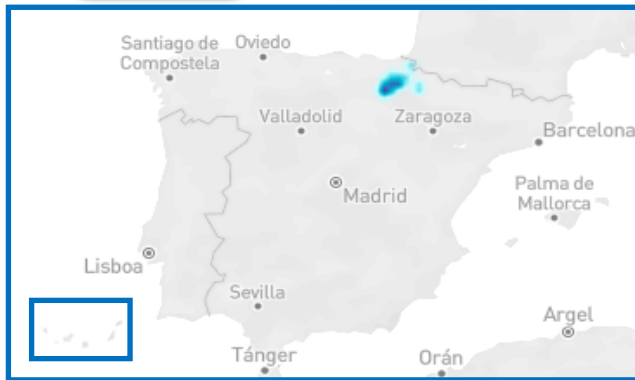 Santiago de
Compostela
Oviedo
Valladolid
Zaragoza
Barcelona
Madrid
Palma de
Mallorca
Lisboa
Sevilla
Argel
Tánger
Orán